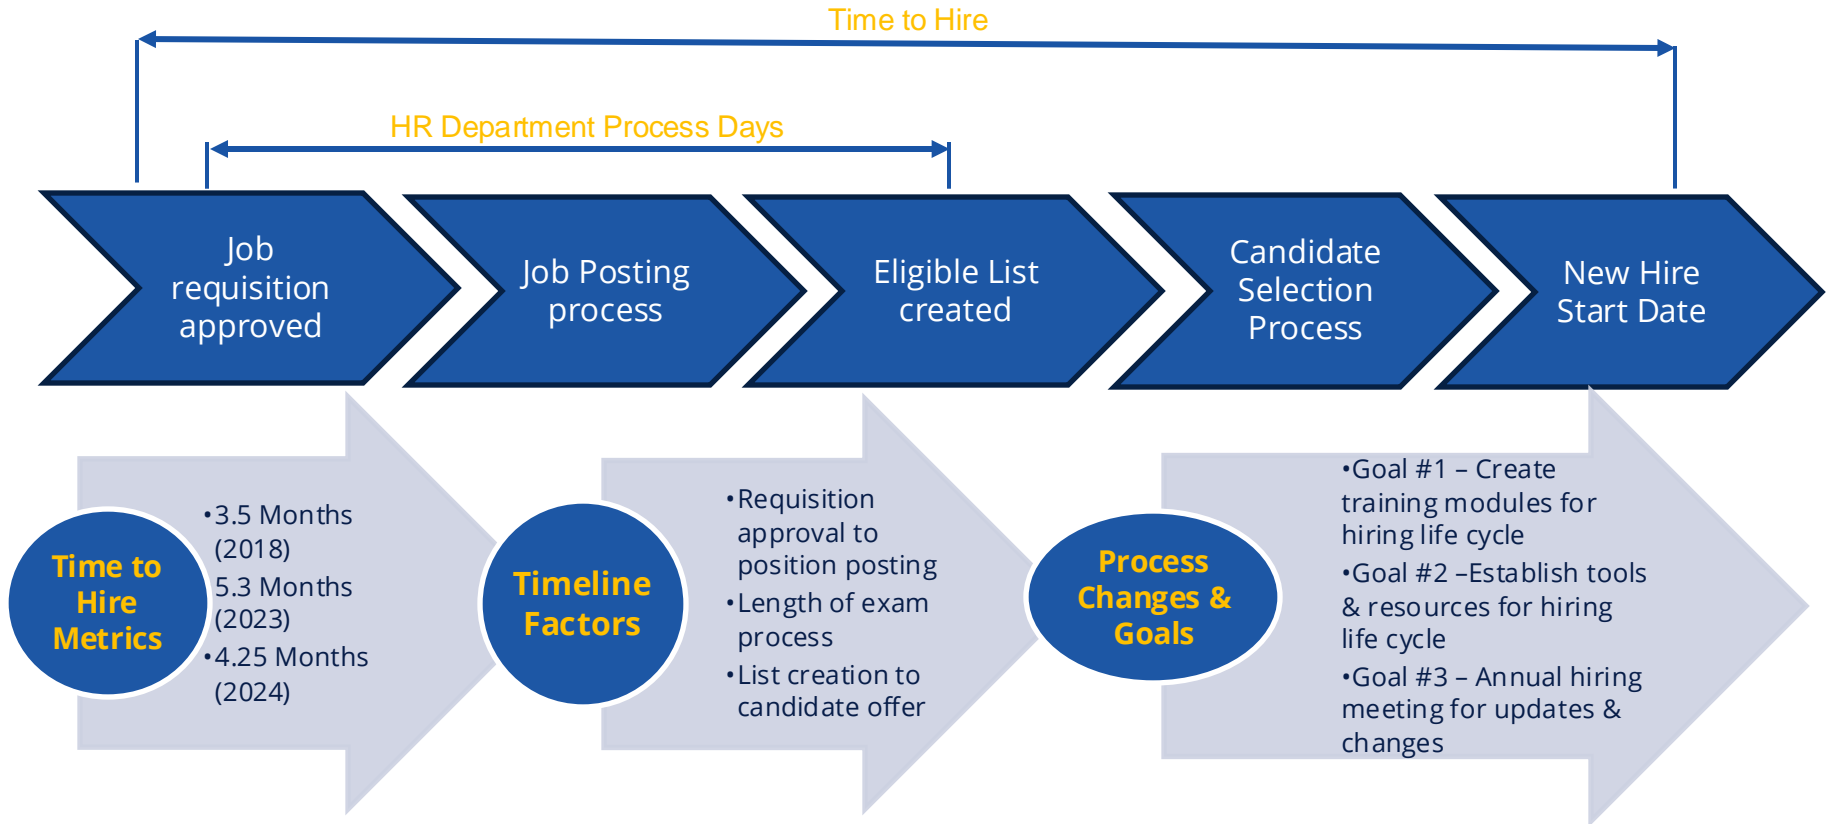 Time to Hire
HR Department Process Days
Job
requisition
approved
Job Posting
process
Eligible List
created
Candidate
Selection
Process
New Hire
Start Date
Time to
Hire
Metrics
•3.5 Months
(2018)
5.3 Months
(2023)
•4.25 Months
(2024)
Timeline
Factors
•Requisition
approval to
position posting
•Length of exam
process
•List creation to
candidate offer
Process
Changes &
Goals
•Goal #1 – Create
training modules for
hiring life cycle
•Goal #2 –Establish tools
& resources for hiring
life cycle
•Goal #3 – Annual hiring
meeting for updates &
changes